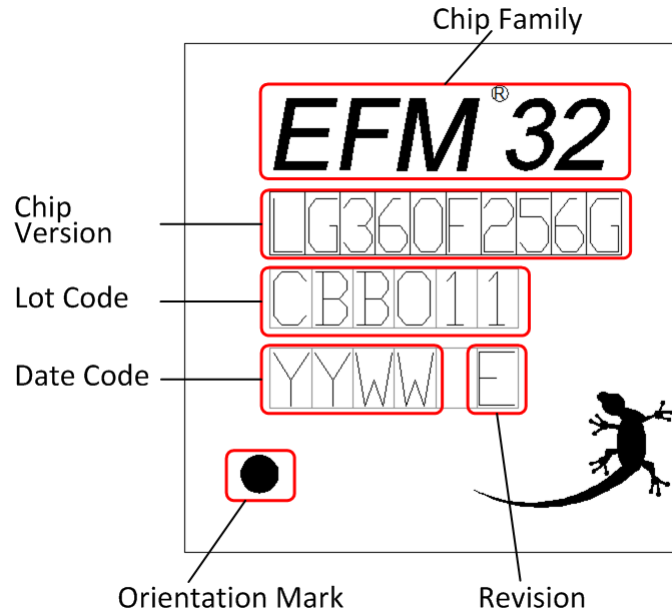 Chip Family
EFM®32
Chip Version
LG360F256G
Lot Code
CBB011
Date Code
YYWW E
Orientation Mark
Revision